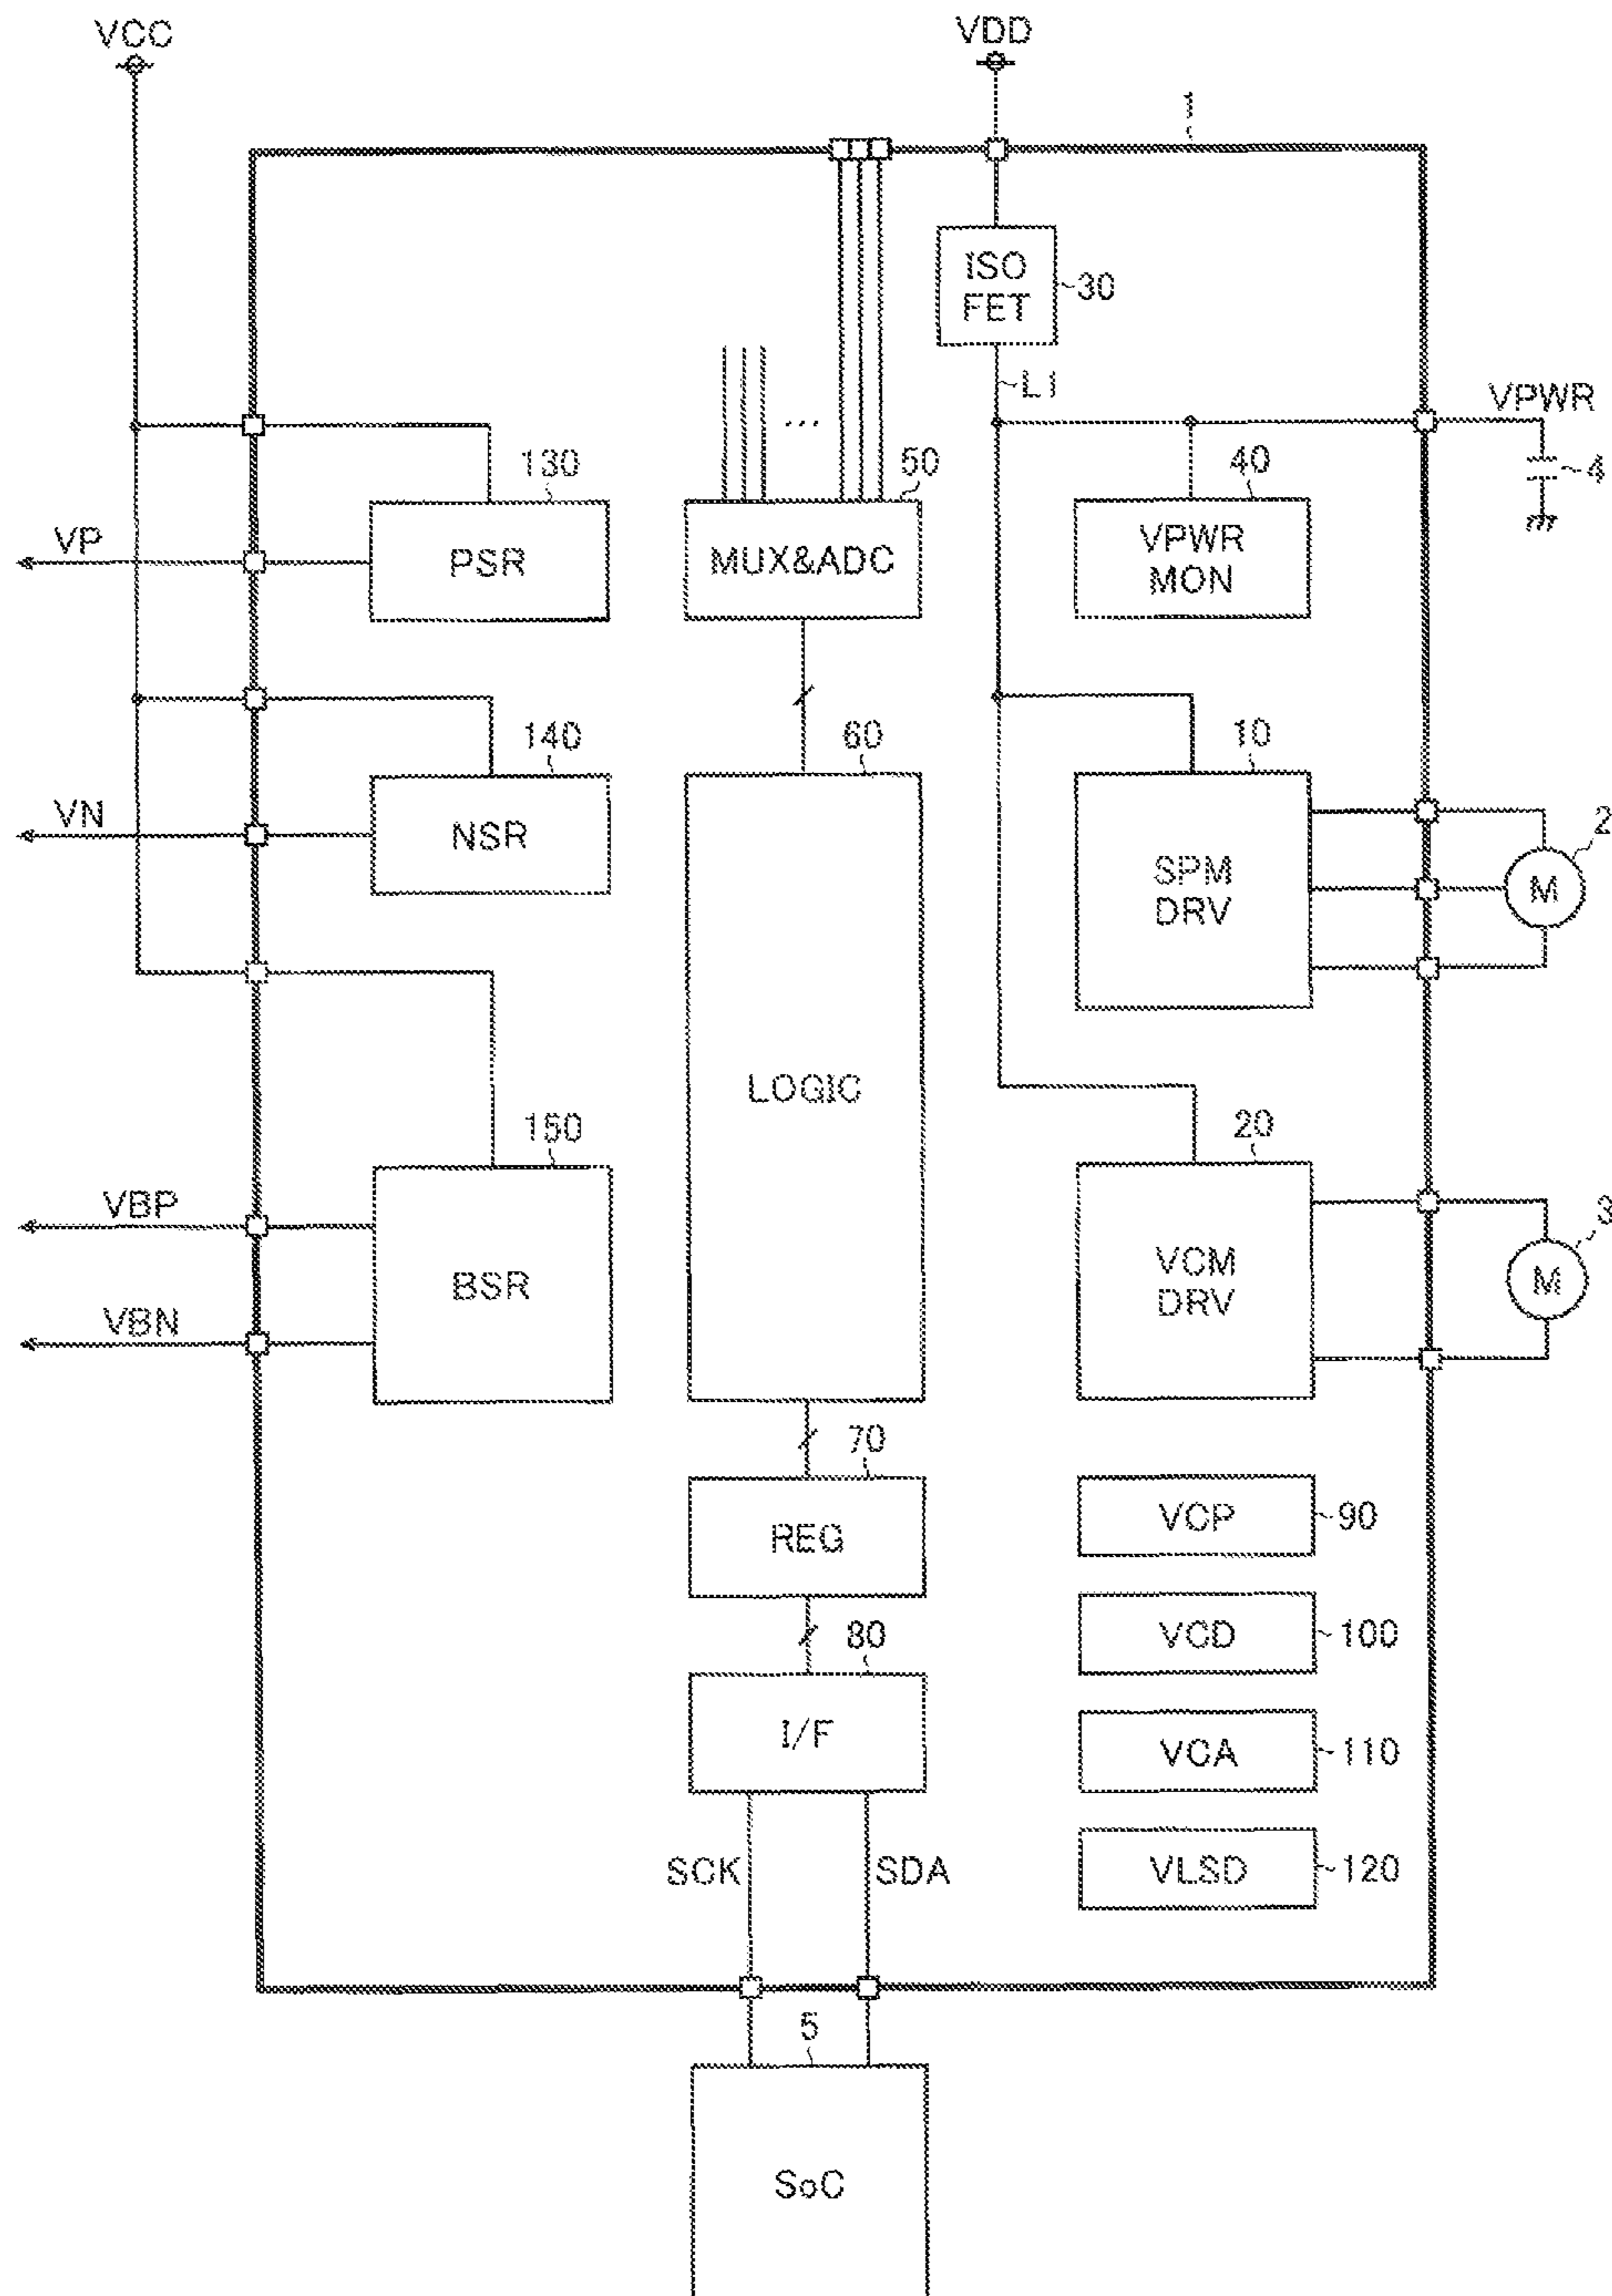 VCC
VDD
1
ISO
FET
30
L1
VPWR
4
130
PSR
VP
...
50
MUX&ADC
40
VPWR
MON
140
NSR
VN
60
LOGIC
10
SPM
DRV
2
M
150
BSR
VBP
VBN
20
VCM
DRV
3
M
70
REG
80
I/F
SCK
SDA
VCP
90
VCD
100
VCA
110
VLSD
120
5
SoC